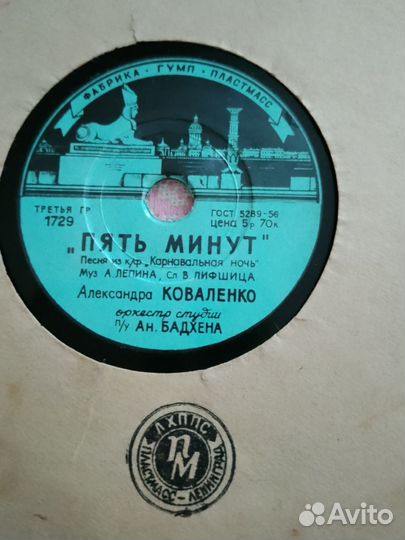 ФАБРИКА · ГУМП · ПЛАСТМАСС
ТРЕТЬЯ ГР
1729
ГОСТ 5289-56
ЦЕНА 5р 70к
„ПЯТЬ МИНУТ"
Песня из к/ф „Карнавальная ночь"
Муз А. ЛЕПИНА, Сл В. ЛИФШИЦА
Александра КОВАЛЕНКО
оркестр студии
п/у Ан. БАДХЕНА
ЛХППС
ПМ
ПЛАСТМАСС – ЛЕНИНГРАД
Avito